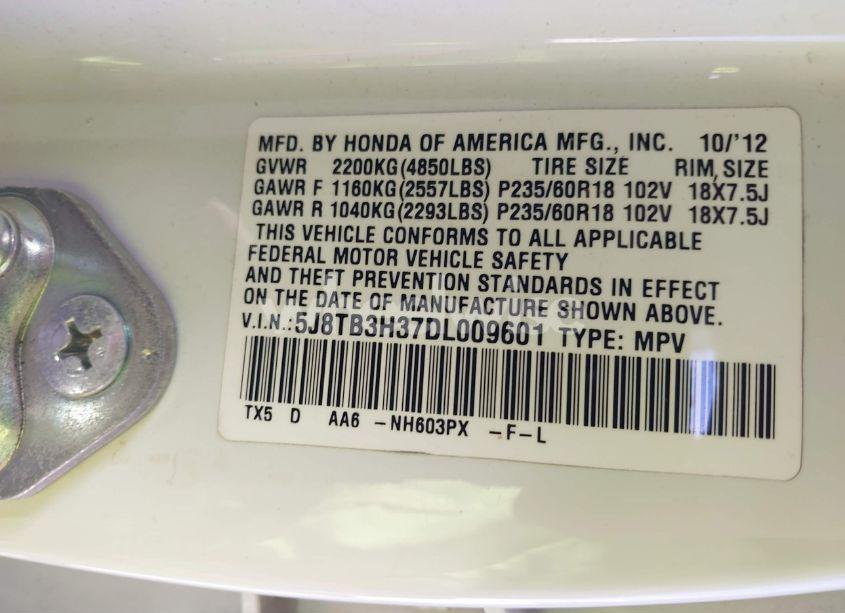 MFD. BY HONDA OF AMERICA MFG., INC. 10/'12
GVWR 2200KG(4850LBS) TIRE SIZE RIM SIZE
GAWR F 1160KG(2557LBS) P235/60R18 102V 18X7.5J
GAWR R 1040KG(2293LBS) P235/60R18 102V 18X7.5J
THIS VEHICLE CONFORMS TO ALL APPLICABLE
FEDERAL MOTOR VEHICLE SAFETY
AND THEFT PREVENTION STANDARDS IN EFFECT
ON THE DATE OF MANUFACTURE SHOWN ABOVE.
V.I.N.:5J8TB3H37DL009601 TYPE: MPV
TX5 D AA6 -NH603PX -F-L